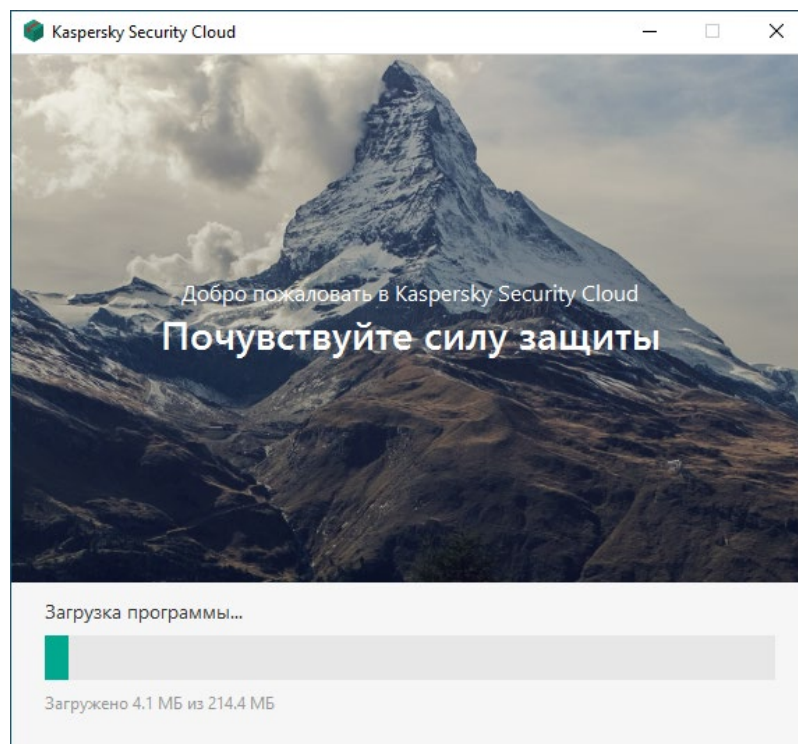 Kaspersky Security Cloud
Добро пожаловать в Kaspersky Security Cloud
Почувствуйте силу защиты
Загрузка программы...
Загружено 4.1 МБ из 214.4 МБ